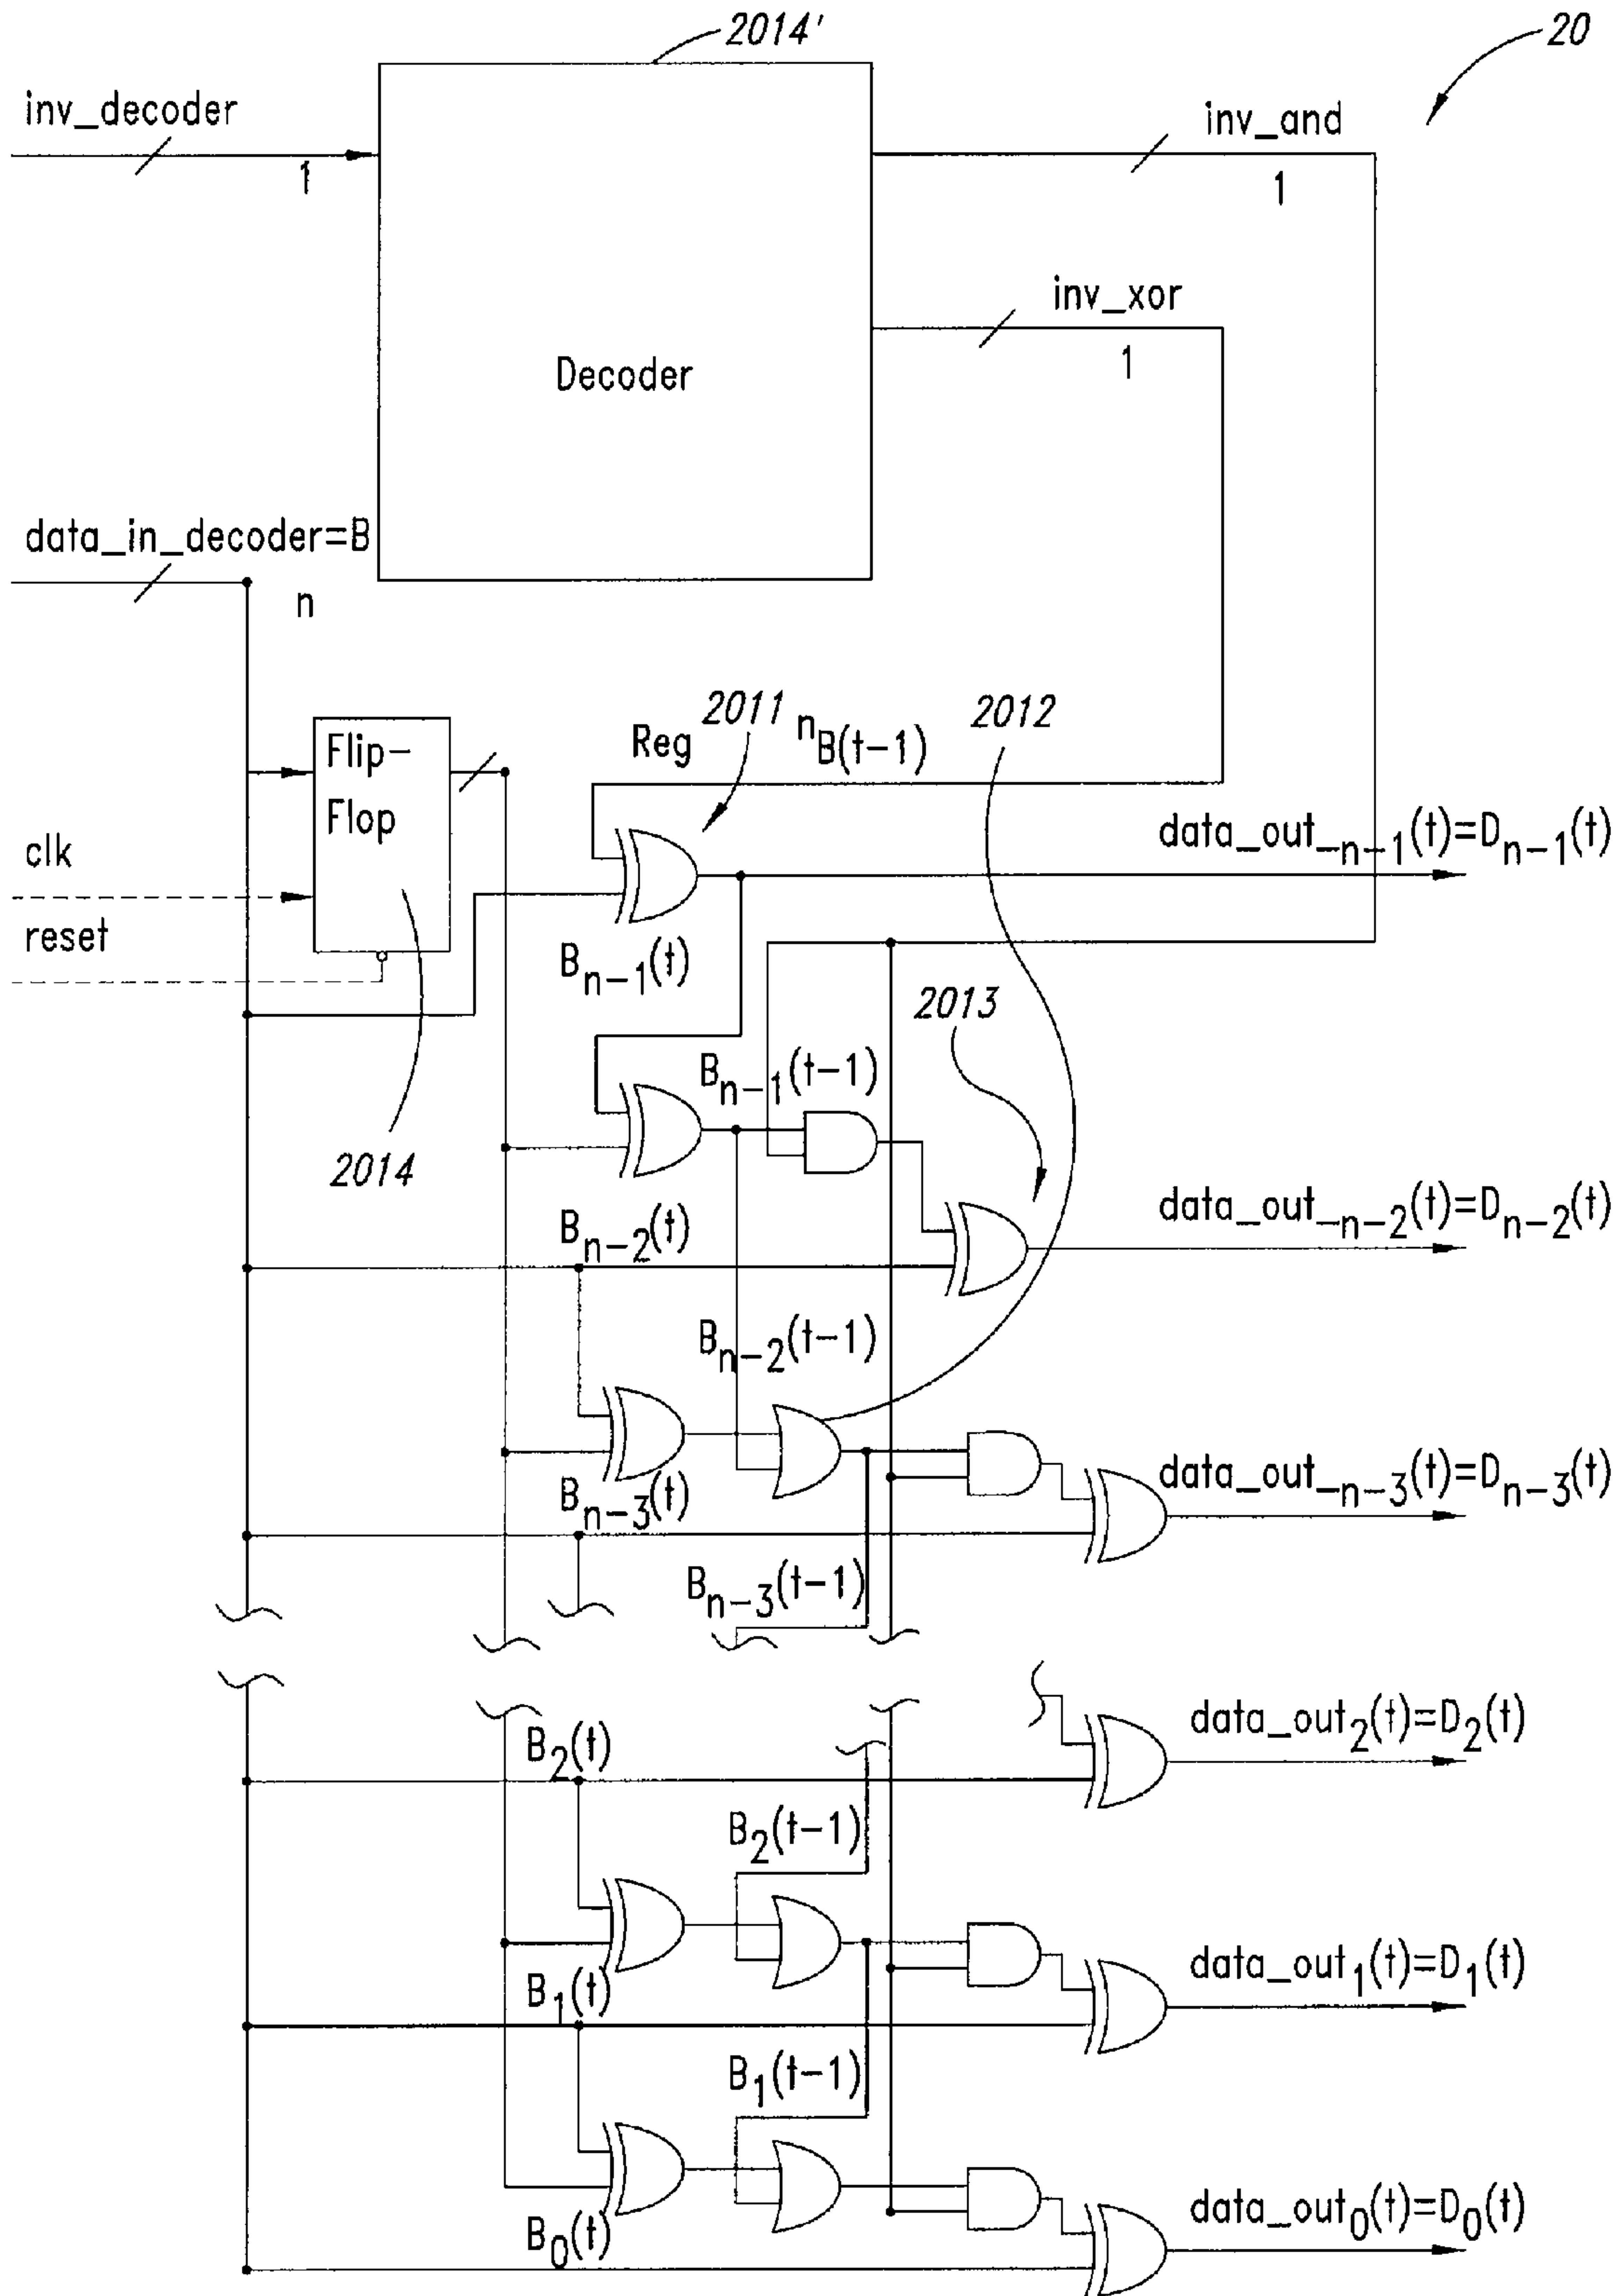 2014'
20
inv_decoder
1
inv_and
1
inv_xor
1
Decoder
data_in_decoder=B
n
Flip-
Flop
Reg
2011
n
B(t-1)
2012
clk
reset
data_out_n-1(t)=Dn-1(t)
Bn-1(t)
2013
Bn-1(t-1)
2014
data_out_n-2(t)=Dn-2(t)
Bn-2(t)
Bn-2(t-1)
data_out_n-3(t)=Dn-3(t)
Bn-3(t)
Bn-3(t-1)
data_out2(t)=D2(t)
B2(t)
B2(t-1)
data_out1(t)=D1(t)
B1(t)
B1(t-1)
data_out0(t)=D0(t)
B0(t)